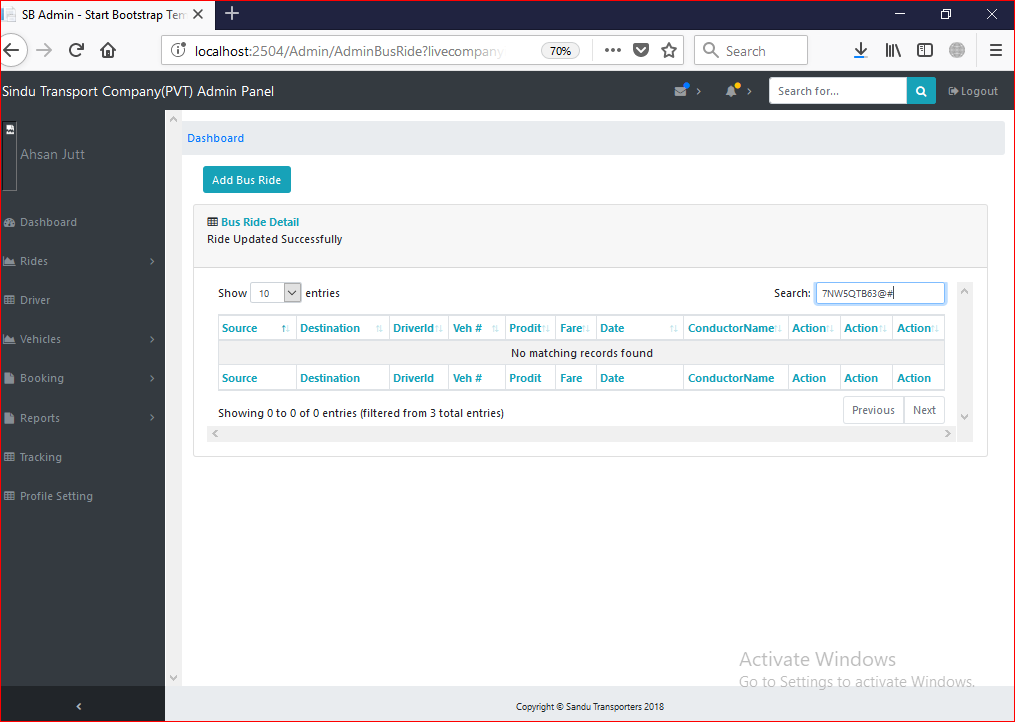 SB Admin - Start Bootstrap Tem
localhost:2504/Admin/AdminBusRide?livecompany
70%
Search
Sindu Transport Company(PVT) Admin Panel
Search for...
Logout
Ahsan Jutt
Dashboard
Rides
Driver
Vehicles
Booking
Reports
Tracking
Profile Setting
Dashboard
Add Bus Ride
Bus Ride Detail
Ride Updated Successfully
Show 10 entries
Search: 7NW5QTB63@#
Source Destination DriverId Veh # Prodit Fare Date ConductorName Action Action Action
No matching records found
Source Destination DriverId Veh # Prodit Fare Date ConductorName Action Action Action
Showing 0 to 0 of 0 entries (filtered from 3 total entries)
Previous Next
Activate Windows
Go to Settings to activate Windows.
Copyright © Sandu Transporters 2018